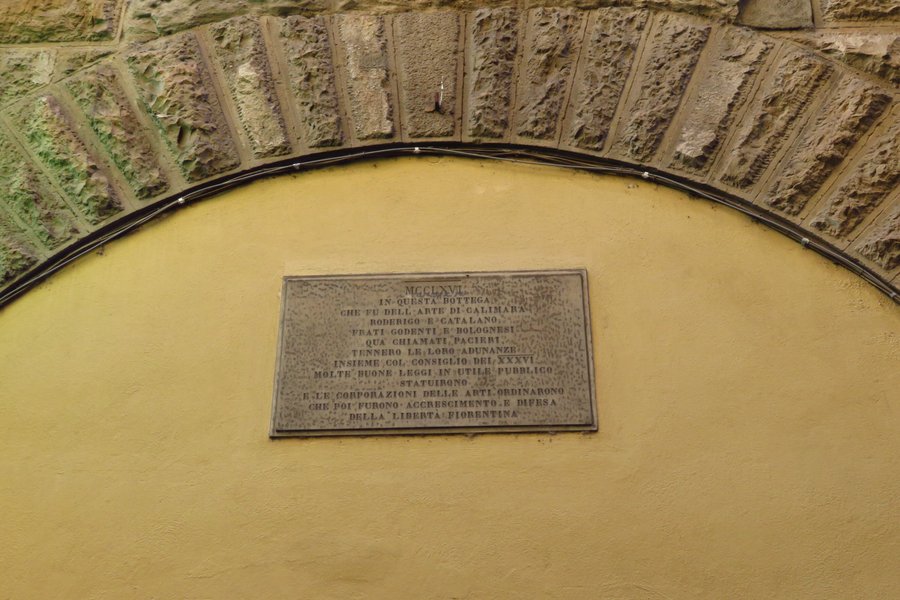 MCCLXVI.
IN QUESTA BOTTEGA
CHE FU DELL'ARTE DI CALIMARA
RODERIGO E CATALANO,
FRATI GODENTI E BOLOGNESI
QUA CHIAMATI PACIERI,
TENNERO LE LORO ADUNANZE
INSIEME COL CONSIGLIO DEI XXXVI
MOLTE BUONE LEGGI IN UTILE PUBBLICO
STATUIRONO
E LE CORPORAZIONI DELLE ARTI ORDINARONO
CHE POI FURONO ACCRESCIMENTO E DIFESA
DELLA LIBERTÀ FIORENTINA